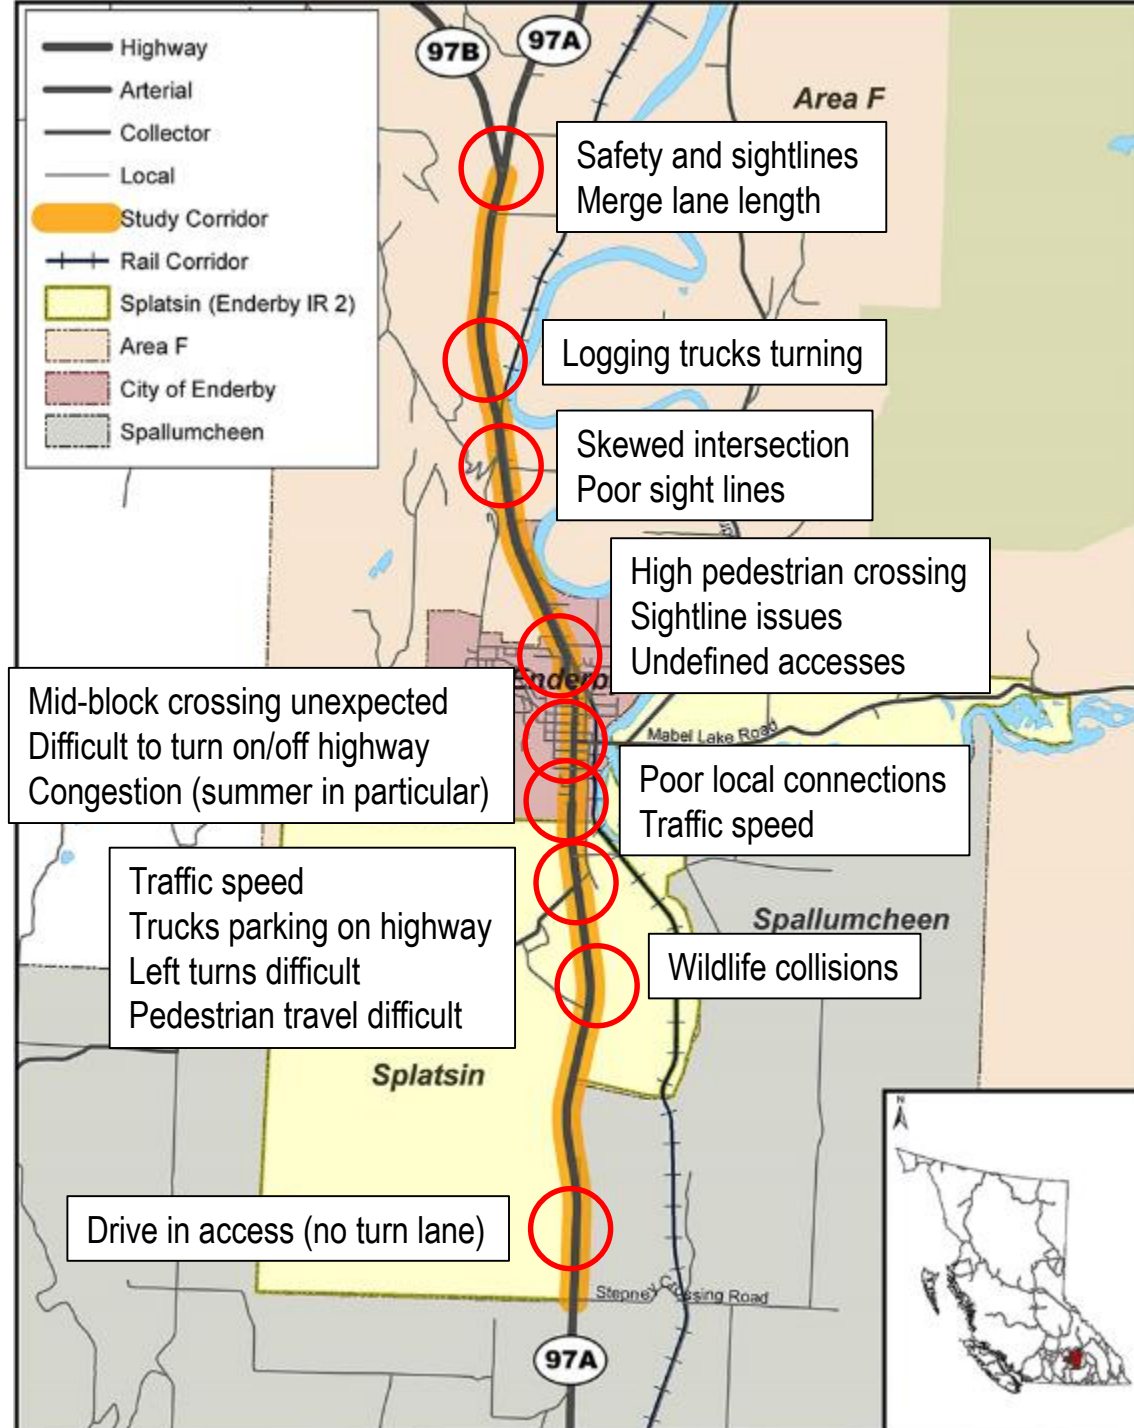 Highway
Arterial
Collector
Local
Study Corridor
Rail Corridor
Splatsin (Enderby IR 2)
Area F
City of Enderby
Spallumcheen
97B
97A
Area F
Safety and sightlines
Merge lane length
Logging trucks turning
Skewed intersection
Poor sight lines
High pedestrian crossing
Sightline issues
Undefined accesses
Enderb
Mid-block crossing unexpected
Difficult to turn on/off highway
Congestion (summer in particular)
Mabel Lake Road
Poor local connections
Traffic speed
Traffic speed
Trucks parking on highway
Left turns difficult
Pedestrian travel difficult
Spallumcheen
Wildlife collisions
Splatsin
Drive in access (no turn lane)
Stepney Crossing Road
97A
N